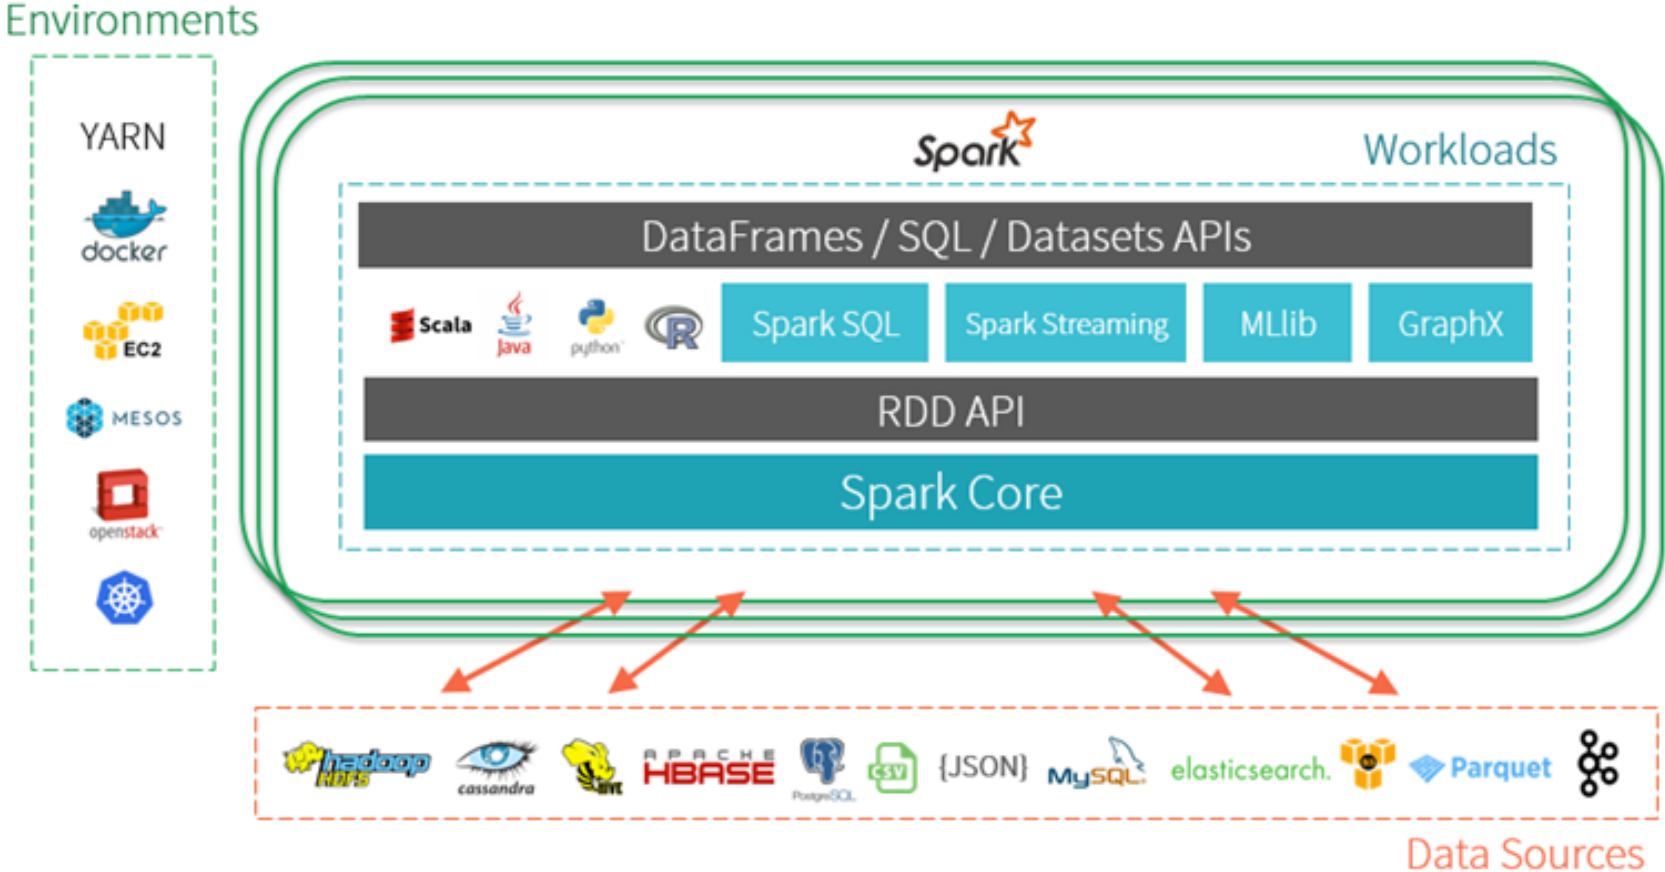 Environments
YARN
docker
EC2
MESOS
openstack
Spark
Workloads
DataFrames / SQL / Datasets APIs
Scala
Java
python
R
Spark SQL
Spark Streaming
MLlib
GraphX
RDD API
Spark Core
hadoop
HDFS
cassandra
HIVE
APACHE
HBASE
PostgreSQL
CSV
{JSON}
MySQL
elasticsearch.
Parquet
Data Sources